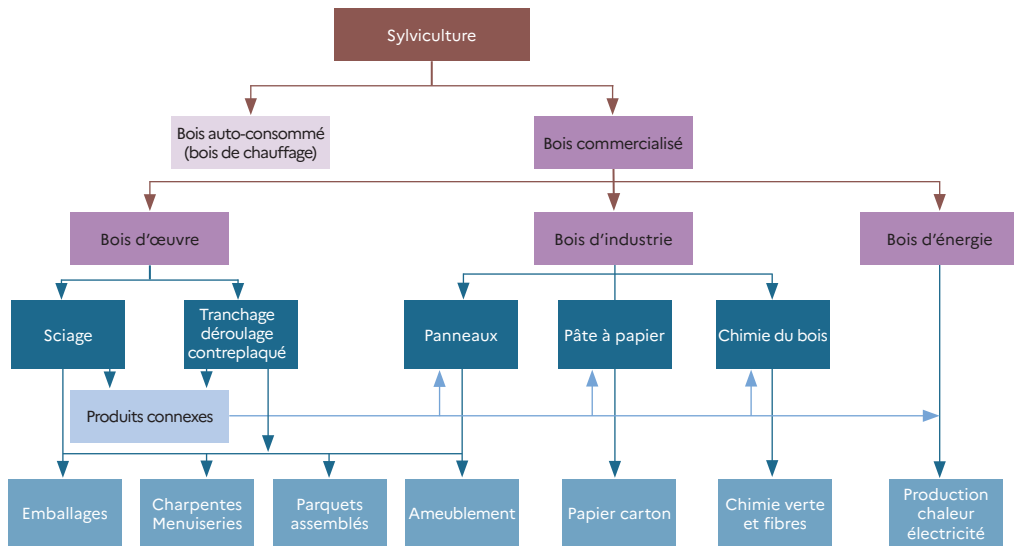 Sylviculture
Bois auto-consommé
(bois de chauffage)
Bois commercialisé
Bois d’œuvre
Bois d’industrie
Bois d’énergie
Sciage
Tranchage
déroulage
contreplaqué
Panneaux
Pâte à papier
Chimie du bois
Produits connexes
Emballages
Charpentes
Menuiseries
Parquets
assemblés
Ameublement
Papier carton
Chimie verte
et fibres
Production
chaleur
électricité